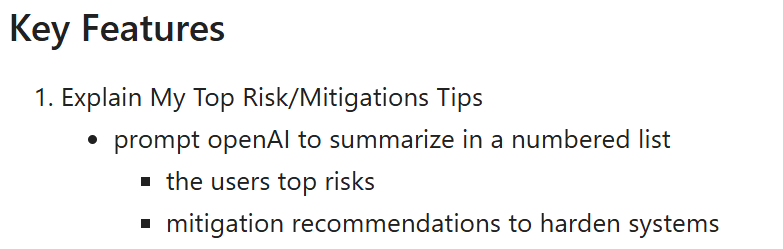 Key Features
1. Explain My Top Risk/Mitigations Tips
• prompt openAI to summarize in a numbered list
▪ the users top risks
▪ mitigation recommendations to harden systems